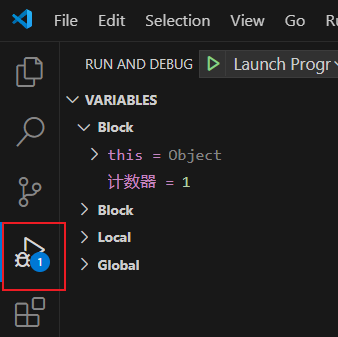 File Edit Selection View Go R
RUN AND DEBUG Launch Progr
VARIABLES
Block
this = Object
计数器 = 1
Block
Local
Global
1